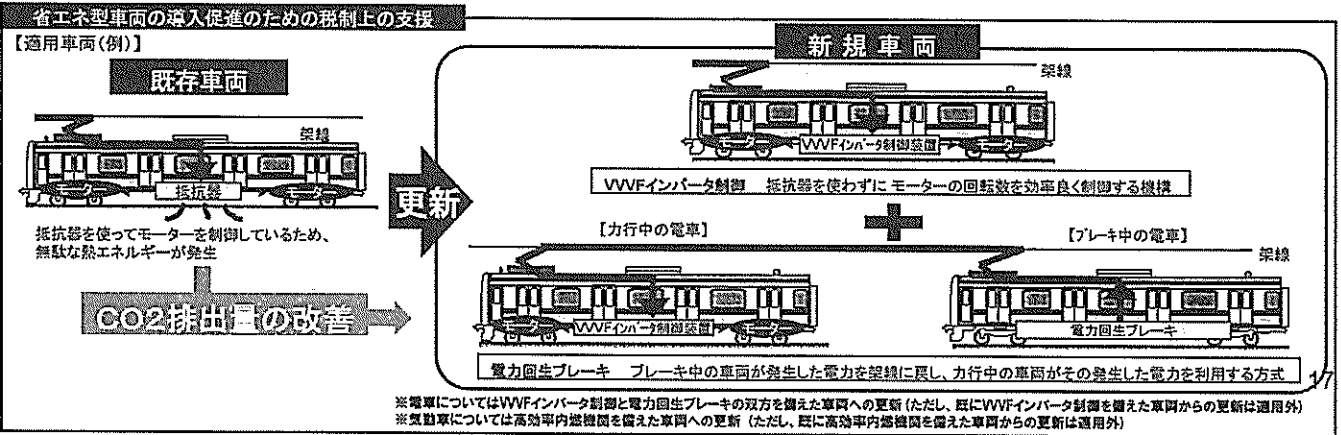 省エネ型車両の導入促進のための税制上の支援
【適用車両(例)】
既存車両
架線
抵抗器
モータ
モータ
抵抗器を使ってモーターを制御しているため、
無駄な熱エネルギーが発生
CO2排出量の改善
更新
新規車両
架線
モータ
VVVFインバータ制御装置
モータ
VVVFインバータ制御 抵抗器を使わずに モーターの回転数を効率良く制御する機構
【力行中の電車】
【ブレーキ中の電車】
架線
モータ
VVVFインバータ制御装置
モータ
電力回生ブレーキ
電力回生ブレーキ ブレーキ中の車両が発生した電力を架線に戻し、力行中の車両がその発生した電力を利用する方式
17
※電車についてはVVVFインバータ制御と電力回生ブレーキの双方を備えた車両への更新(ただし、既にVVVFインバータ制御を備えた車両からの更新は適用外)
※気動車については高効率内燃機関を備えた車両への更新 (ただし、既に高効率内燃機関を備えた車両からの更新は適用外)